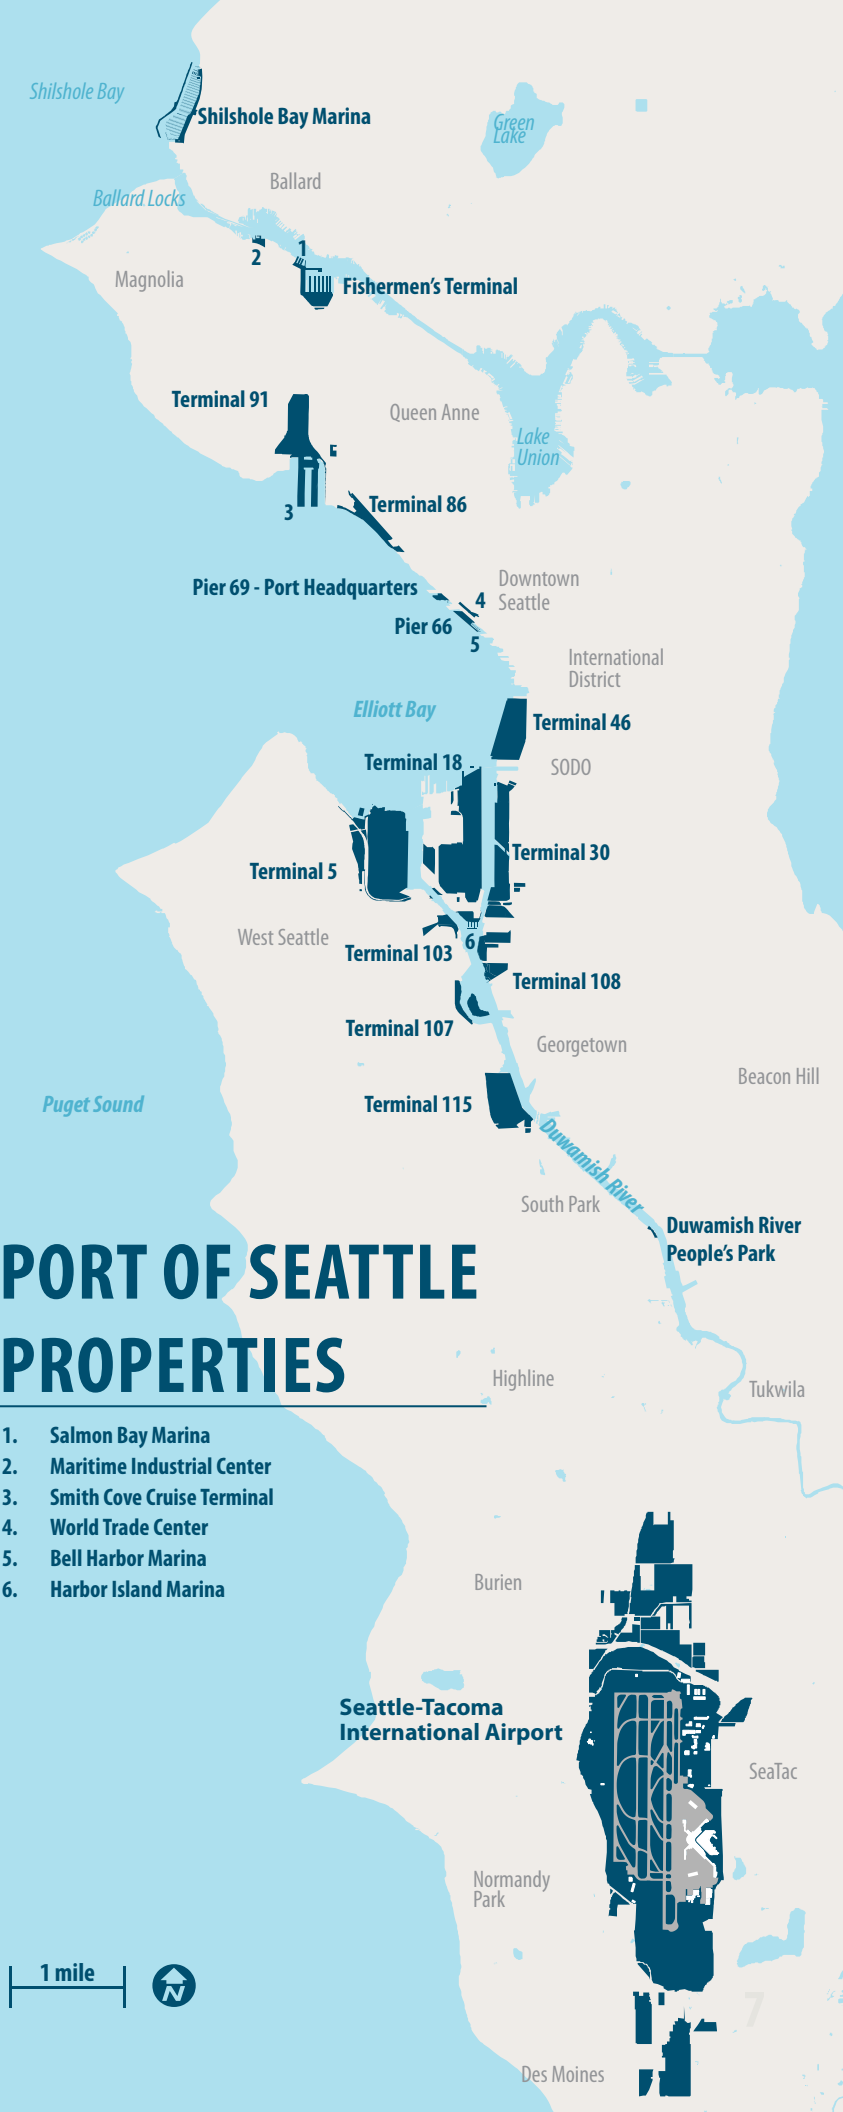 Shilshole Bay
Shilshole Bay Marina
Green
Lake
Ballard
Ballard Locks
1
2
Magnolia
Fishermen's Terminal
Terminal 91
Queen Anne
Lake
Union
Terminal 86
3
Downtown
Seattle
Pier 69 - Port Headquarters
4
Pier 66
5
International
District
Elliott Bay
Terminal 46
Terminal 18
SODO
Terminal 30
Terminal 5
West Seattle
6
Terminal 103
Terminal 108
Terminal 107
Georgetown
Beacon Hill
Puget Sound
Terminal 115
Duwamish River
South Park
Duwamish River
People's Park
PORT OF SEATTLE
PROPERTIES
Highline
Tukwila
1. Salmon Bay Marina
2. Maritime Industrial Center
3. Smith Cove Cruise Terminal
4. World Trade Center
5. Bell Harbor Marina
6. Harbor Island Marina
Burien
Seattle-Tacoma
International Airport
SeaTac
Normandy
Park
1 mile
N
7
Des Moines